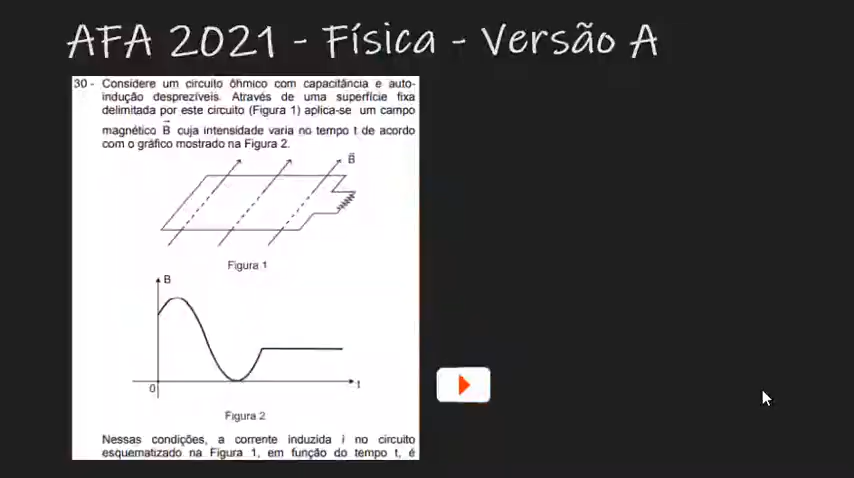 AFA 2021 - Física - Versão A
30 - Considere um circuito ôhmico com capacitância e auto-
indução desprezíveis. Através de uma superfície fixa
delimitada por este circuito (Figura 1) aplica-se um campo
magnético B⃗ cuja intensidade varia no tempo t de acordo
com o gráfico mostrado na Figura 2.
B⃗
Figura 1
B
0
t
Figura 2
Nessas condições, a corrente induzida i no circuito
esquematizado na Figura 1, em função do tempo t, é